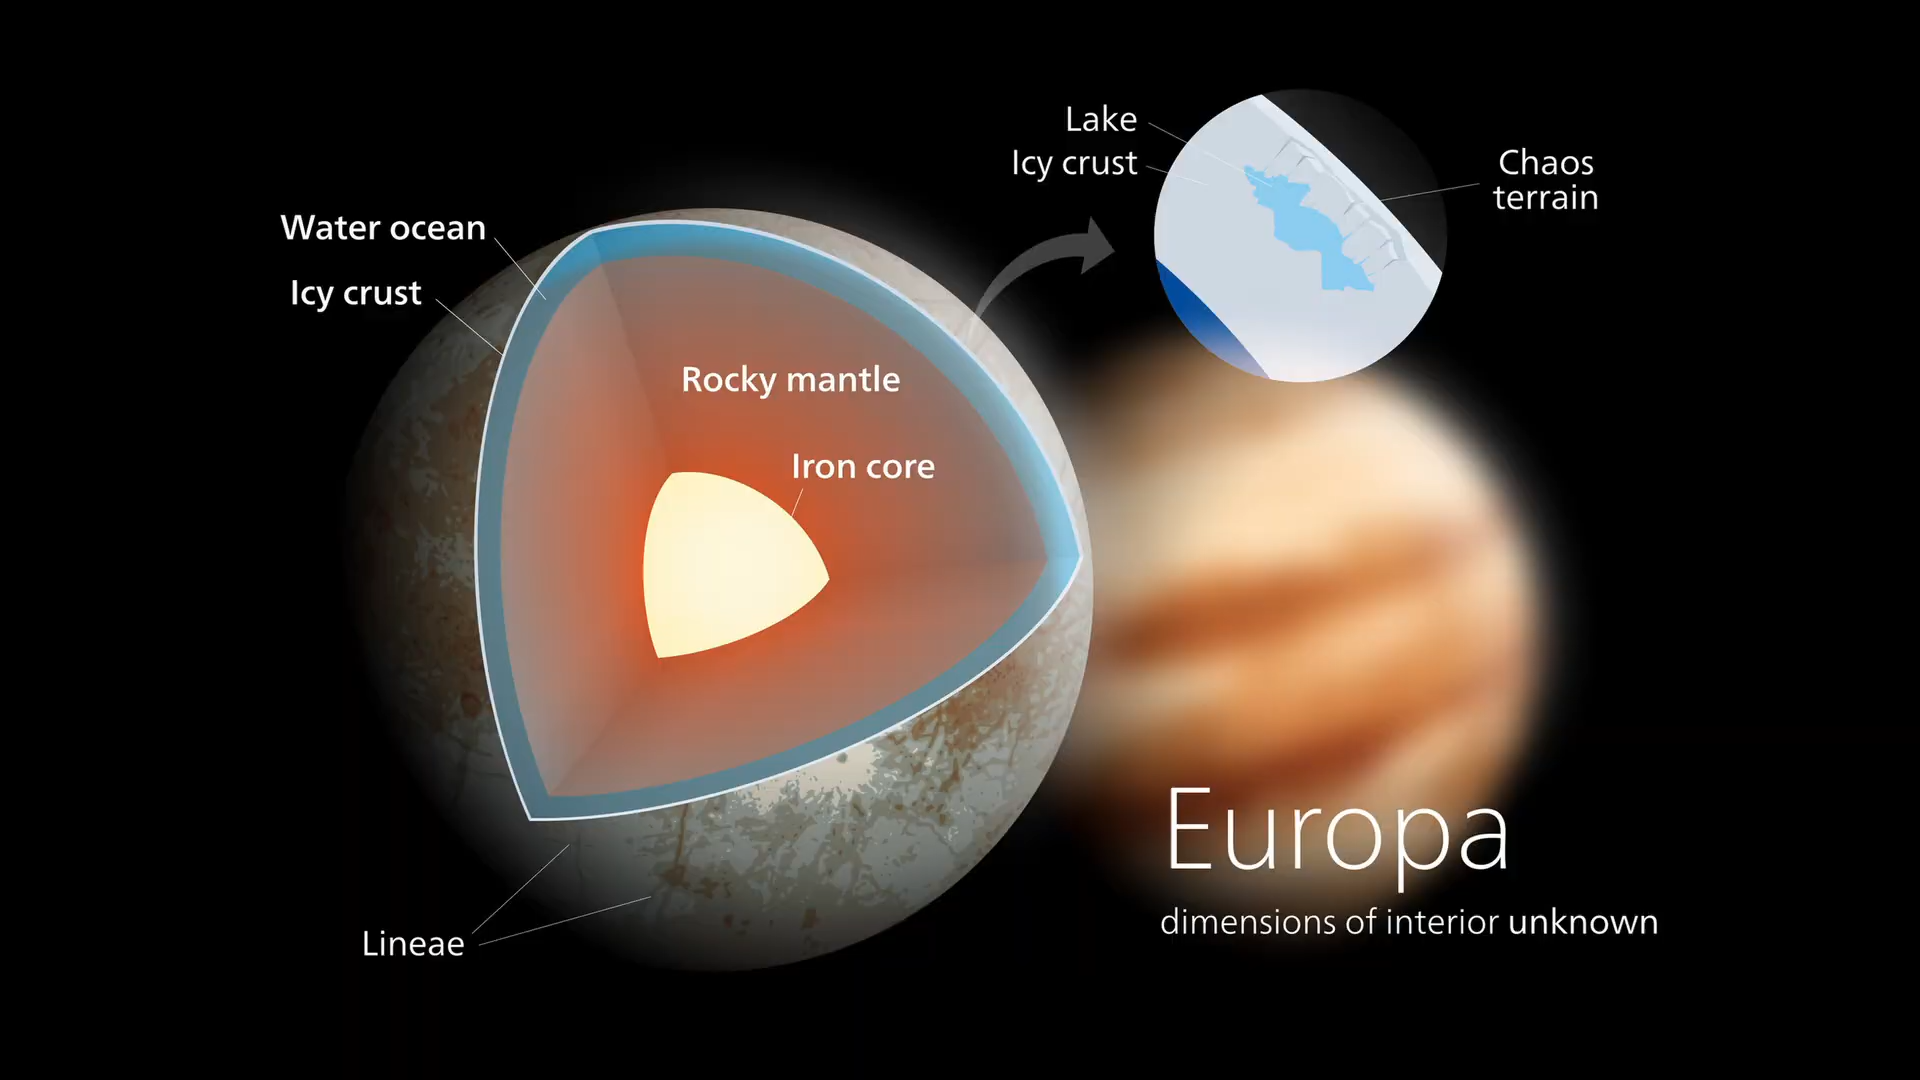 Lake
Icy crust
Chaos
terrain
Water ocean
Icy crust
Rocky mantle
Iron core
Europa
dimensions of interior unknown
Lineae